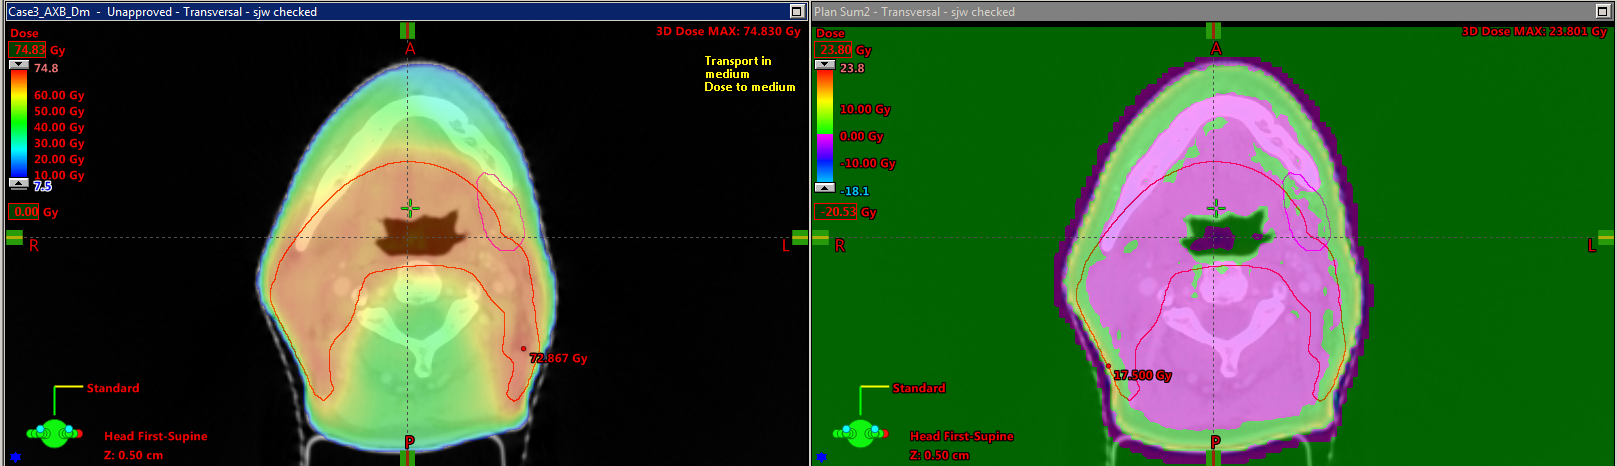 Case3_AXB_Dm - Unapproved - Transversal - sjw checked
Dose
74.83 Gy
74.8
60.00 Gy
50.00 Gy
40.00 Gy
30.00 Gy
20.00 Gy
10.00 Gy
7.5
0.00 Gy
3D Dose MAX: 74.830 Gy
Transport in
medium
Dose to medium
A
R
L
72.867 Gy
Standard
Head First-Supine
Z: 0.50 cm
P
Plan Sum2 - Transversal - sjw checked
Dose
23.80 Gy
23.8
10.00 Gy
0.00 Gy
-10.00 Gy
-18.1
-20.53 Gy
3D Dose MAX: 23.801 Gy
A
R
L
17.500 Gy
Standard
Head First-Supine
Z: 0.50 cm
P